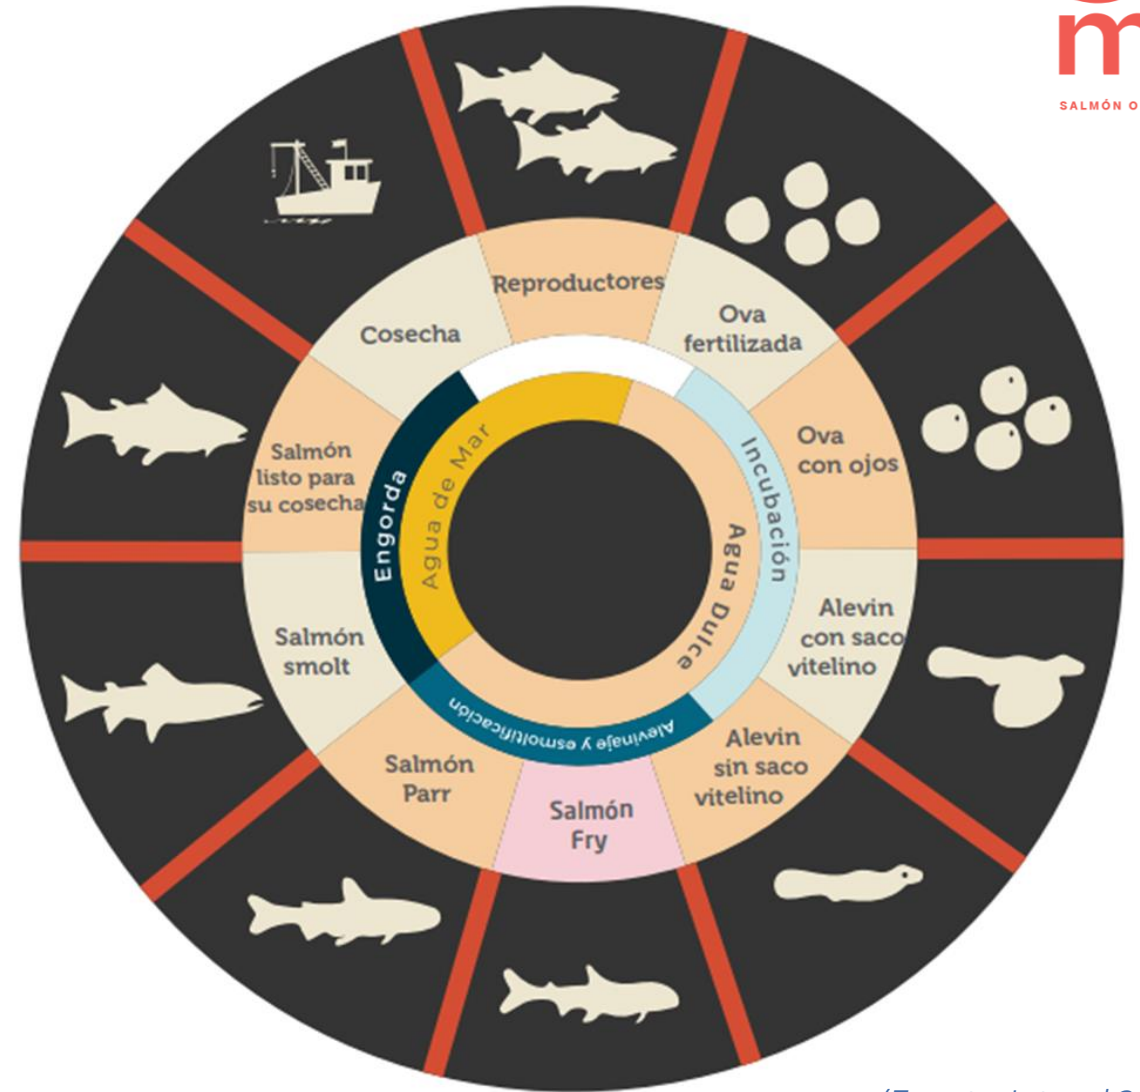 m
SALMÓN O
Reproductores
Ova
fertilizada
Ova
con ojos
Alevin
con saco
vitelino
Alevin
sin saco
vitelino
Salmón
Fry
Salmón
Parr
Salmón
smolt
Salmón
listo para
su cosecha
Cosecha
Incubación
Alevinaje y esmoltificación
Engorda
Agua de Mar
Agua Dulce